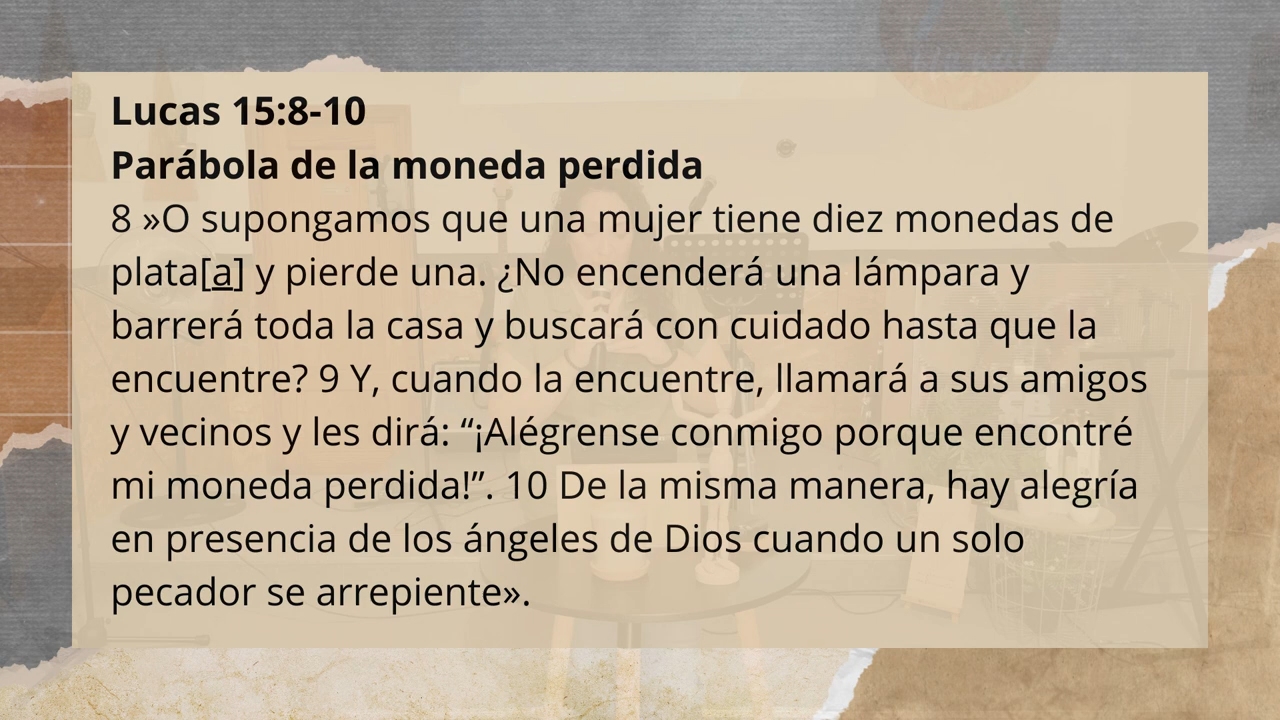 Lucas 15:8-10
Parábola de la moneda perdida
8 »O supongamos que una mujer tiene diez monedas de
plata[a] y pierde una. ¿No encenderá una lámpara y
barrerá toda la casa y buscará con cuidado hasta que la
encuentre? 9 Y, cuando la encuentre, llamará a sus amigos
y vecinos y les dirá: “¡Alégrense conmigo porque encontré
mi moneda perdida!”. 10 De la misma manera, hay alegría
en presencia de los ángeles de Dios cuando un solo
pecador se arrepiente».